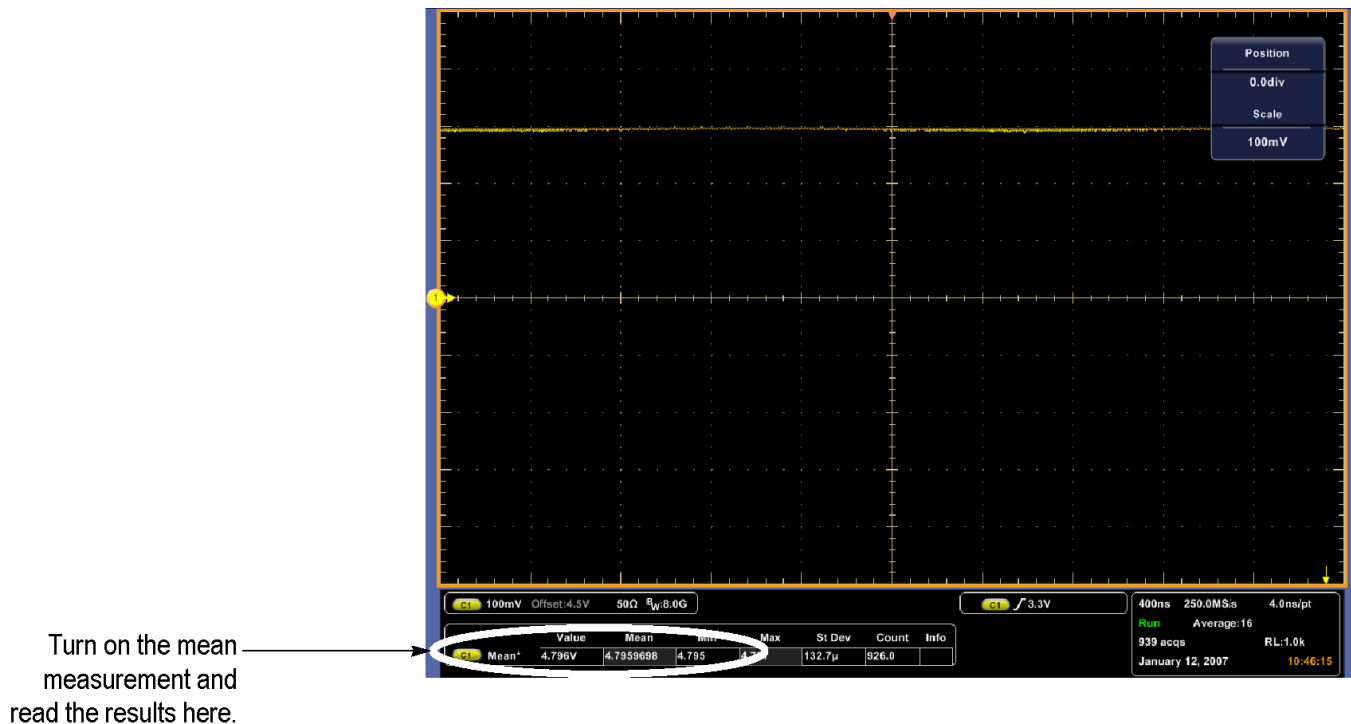 Position
0.0div
Scale
100mV
1
C1 100mV Offset:4.5V 50Ω BW:8.0G
C1 3.3V
400ns 250.0MS/s 4.0ns/pt
Run Average:16
939 acqs RL:1.0k
January 12, 2007 10:46:15
Value Mean Min Max St Dev Count Info
C1 Mean* 4.796V 4.7959698 4.795 132.7µ 926.0
Turn on the mean
measurement and
read the results here.